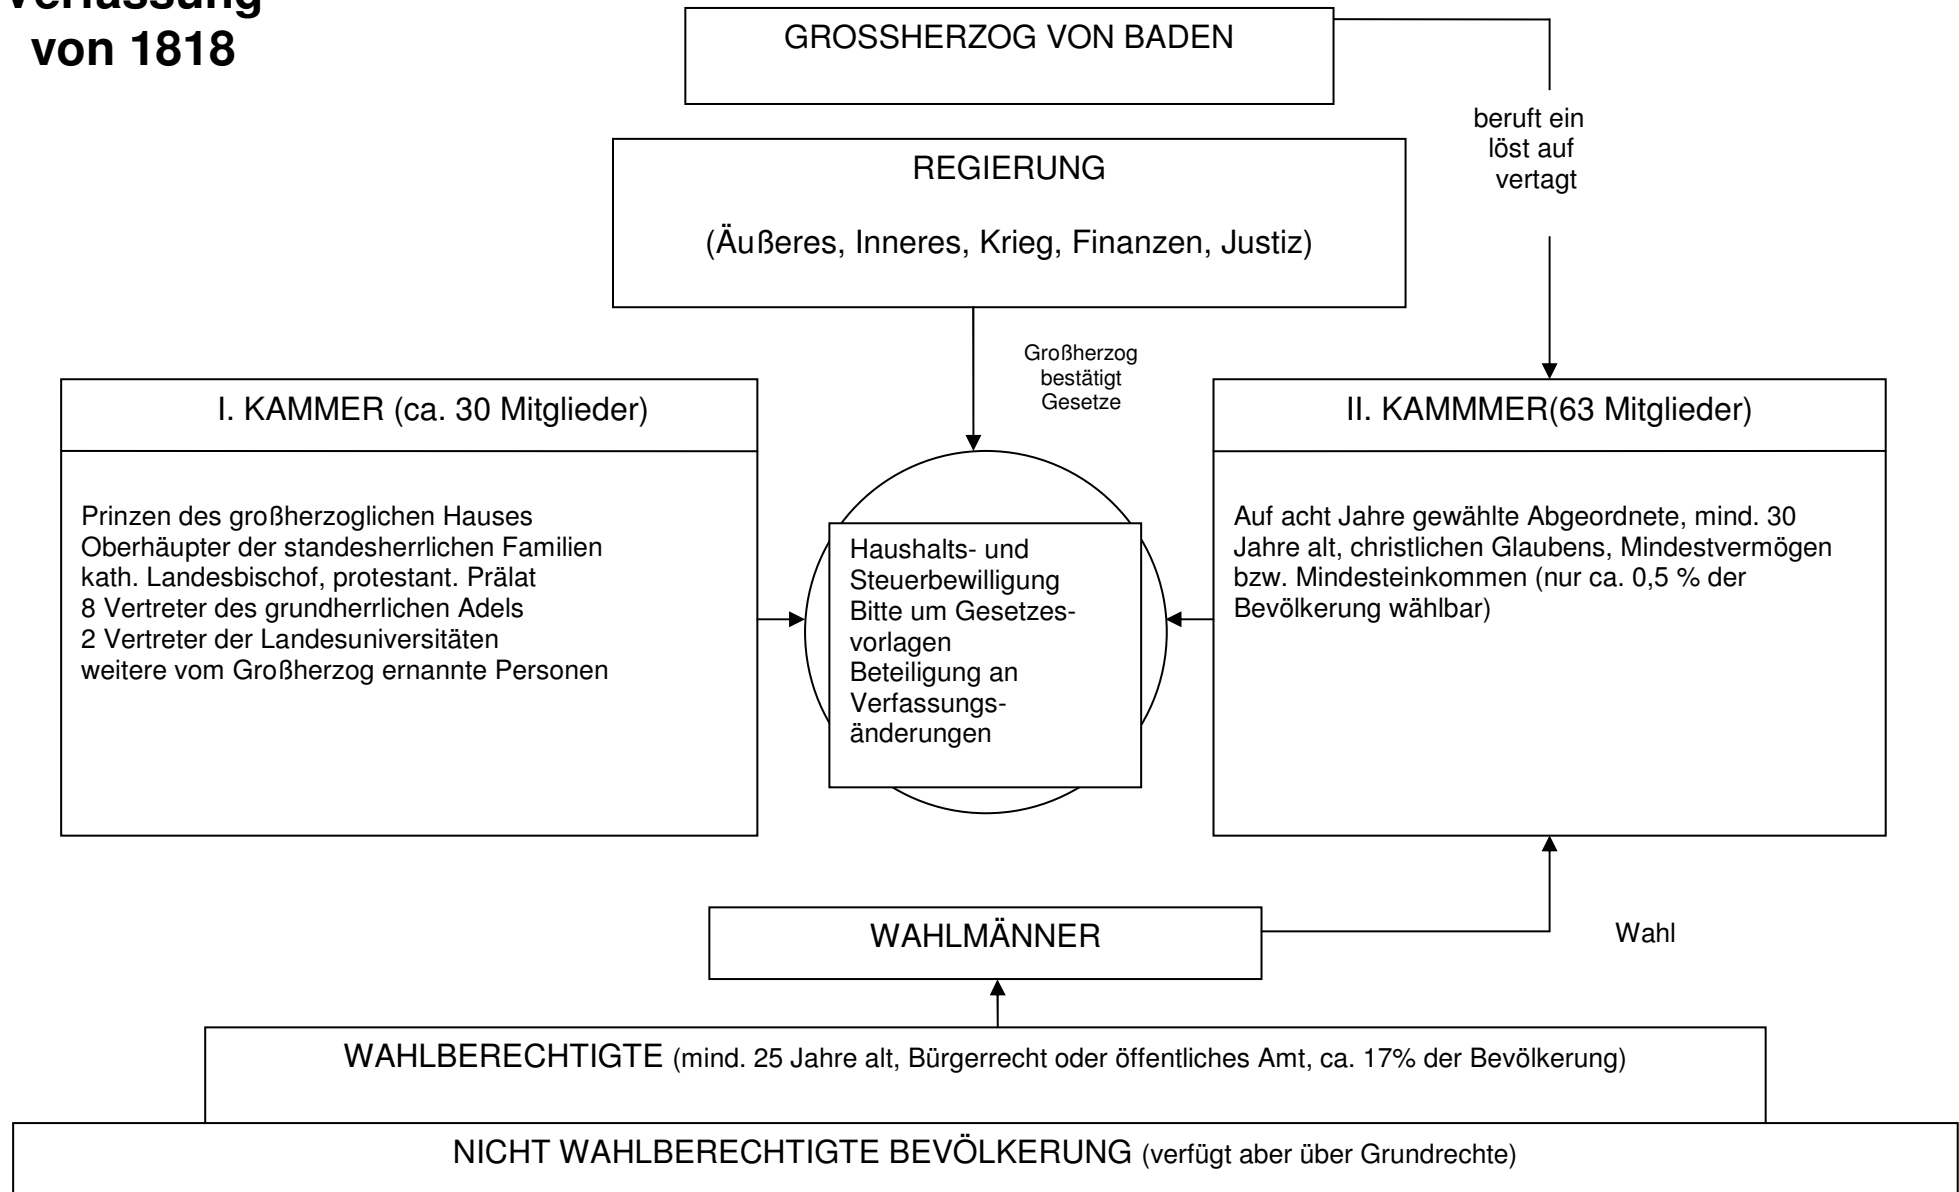 von 1818
GROSSHERZOG VON BADEN
beruft ein
löst auf
vertagt
REGIERUNG
(Äußeres, Inneres, Krieg, Finanzen, Justiz)
Großherzog
bestätigt
Gesetze
I. KAMMER (ca. 30 Mitglieder)
Prinzen des großherzoglichen Hauses
Oberhäupter der standesherrlichen Familien
kath. Landesbischof, protestant. Prälat
8 Vertreter des grundherrlichen Adels
2 Vertreter der Landesuniversitäten
weitere vom Großherzog ernannte Personen
Haushalts- und
Steuerbewilligung
Bitte um Gesetzes-
vorlagen
Beteiligung an
Verfassungs-
änderungen
II. KAMMMER(63 Mitglieder)
Auf acht Jahre gewählte Abgeordnete, mind. 30
Jahre alt, christlichen Glaubens, Mindestvermögen
bzw. Mindesteinkommen (nur ca. 0,5 % der
Bevölkerung wählbar)
WAHLMÄNNER
Wahl
WAHLBERECHTIGTE (mind. 25 Jahre alt, Bürgerrecht oder öffentliches Amt, ca. 17% der Bevölkerung)
NICHT WAHLBERECHTIGTE BEVÖLKERUNG (verfügt aber über Grundrechte)